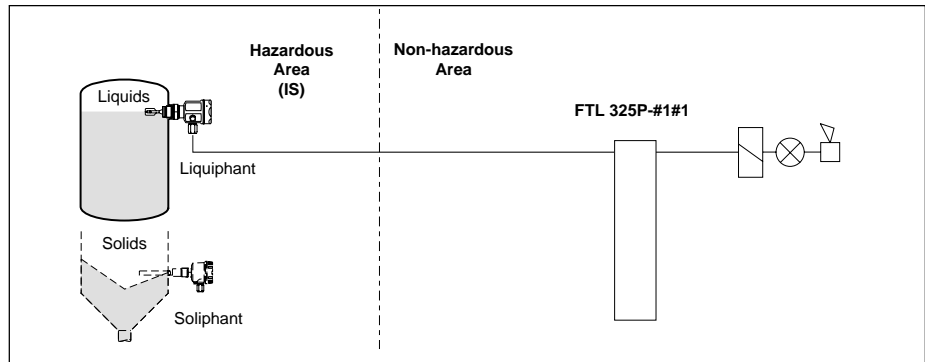 Hazardous
Area
(IS)
Non-hazardous
Area
Liquids
FTL 325P-#1#1
Liquiphant
Solids
Soliphant